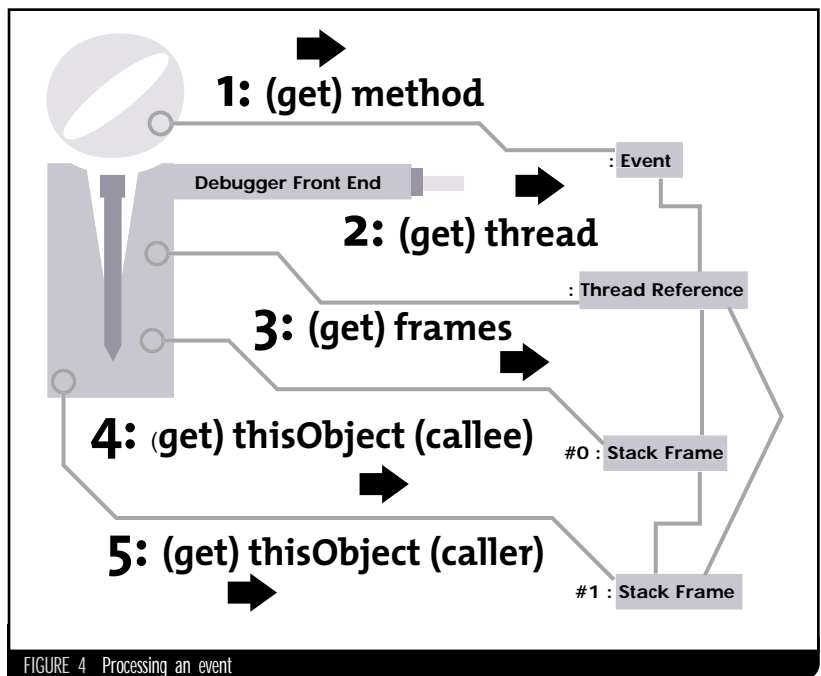 1: (get) method
: Event
Debugger Front End
2: (get) thread
: Thread Reference
3: (get) frames
4: (get) thisObject (callee)
#0 : Stack Frame
5: (get) thisObject (caller)
#1 : Stack Frame
FIGURE 4 Processing an event